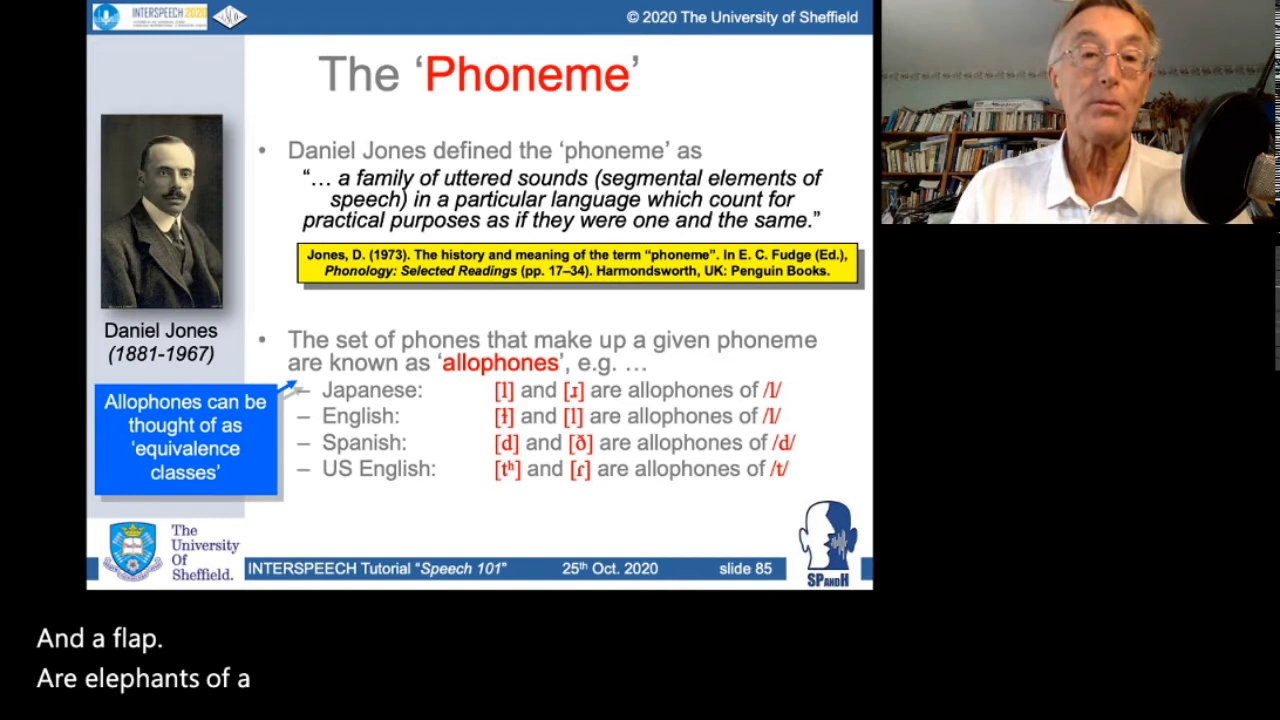 INTERSPEECH 2020
© 2020 The University of Sheffield
The ‘Phoneme’
• Daniel Jones defined the ‘phoneme’ as
“… a family of uttered sounds (segmental elements of
speech) in a particular language which count for
practical purposes as if they were one and the same.”
Jones, D. (1973). The history and meaning of the term “phoneme”. In E. C. Fudge (Ed.),
Phonology: Selected Readings (pp. 17–34). Harmondsworth, UK: Penguin Books.
Daniel Jones
(1881-1967)
• The set of phones that make up a given phoneme
are known as ‘allophones’, e.g. …
– Japanese: [l] and [ɹ] are allophones of /l/
– English: [ɫ] and [l] are allophones of /l/
– Spanish: [d] and [ð] are allophones of /d/
– US English: [tʰ] and [ɾ] are allophones of /t/
Allophones can be
thought of as
‘equivalence
classes’
The
University
Of
Sheffield.
INTERSPEECH Tutorial “Speech 101” 25th Oct. 2020 slide 85
SPANDH
And a flap.
Are elephants of a